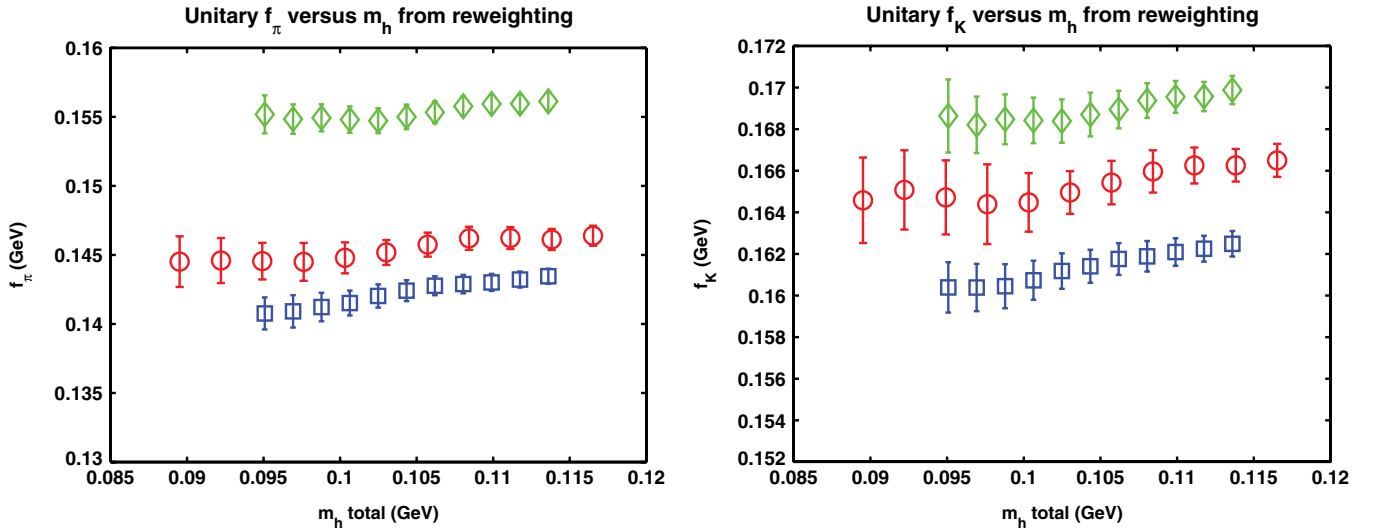 Unitary f_π versus m_h from reweighting
0.16
0.155
0.15
0.145
0.14
0.135
0.13
f_π (GeV)
0.085 0.09 0.095 0.1 0.105 0.11 0.115 0.12
m_h total (GeV)
Unitary f_K versus m_h from reweighting
0.172
0.17
0.168
0.166
0.164
0.162
0.16
0.158
0.156
0.154
0.152
f_K (GeV)
0.085 0.09 0.095 0.1 0.105 0.11 0.115 0.12
m_h total (GeV)